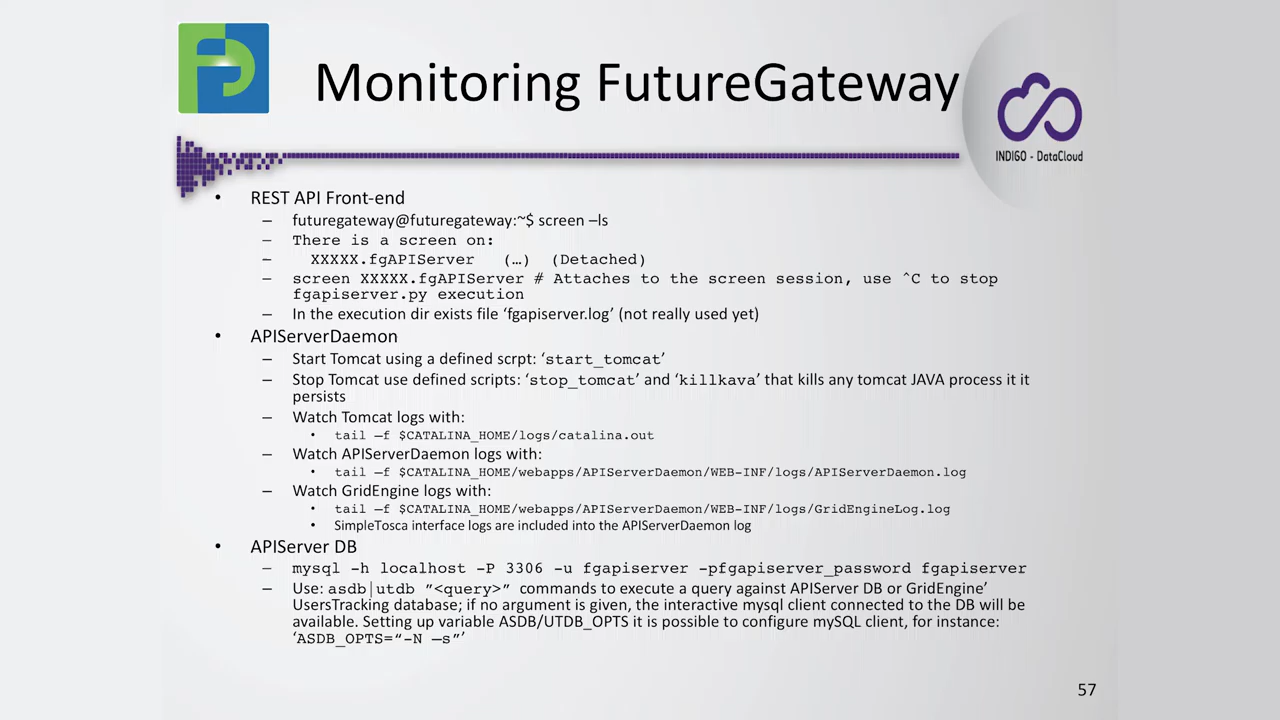 Monitoring FutureGateway
INDIGO - DataCloud
• REST API Front-end
– futuregateway@futuregateway:~$ screen –ls
– There is a screen on:
– XXXXX.fgAPIServer (…) (Detached)
– screen XXXXX.fgAPIServer # Attaches to the screen session, use ^C to stop
fgapiserver.py execution
– In the execution dir exists file ‘fgapiserver.log’ (not really used yet)
• APIServerDaemon
– Start Tomcat using a defined scrpt: ‘start_tomcat’
– Stop Tomcat use defined scripts: ‘stop_tomcat’ and ‘killkava’ that kills any tomcat JAVA process it it
persists
– Watch Tomcat logs with:
• tail –f $CATALINA_HOME/logs/catalina.out
– Watch APIServerDaemon logs with:
• tail –f $CATALINA_HOME/webapps/APIServerDaemon/WEB-INF/logs/APIServerDaemon.log
– Watch GridEngine logs with:
• tail –f $CATALINA_HOME/webapps/APIServerDaemon/WEB-INF/logs/GridEngineLog.log
• SimpleTosca interface logs are included into the APIServerDaemon log
• APIServer DB
– mysql -h localhost -P 3306 -u fgapiserver -pfgapiserver_password fgapiserver
– Use: asdb|utdb ”<query>” commands to execute a query against APIServer DB or GridEngine’
UsersTracking database; if no argument is given, the interactive mysql client connected to the DB will be
available. Setting up variable ASDB/UTDB_OPTS it is possible to configure mySQL client, for instance:
‘ASDB_OPTS=“-N –s”’
57